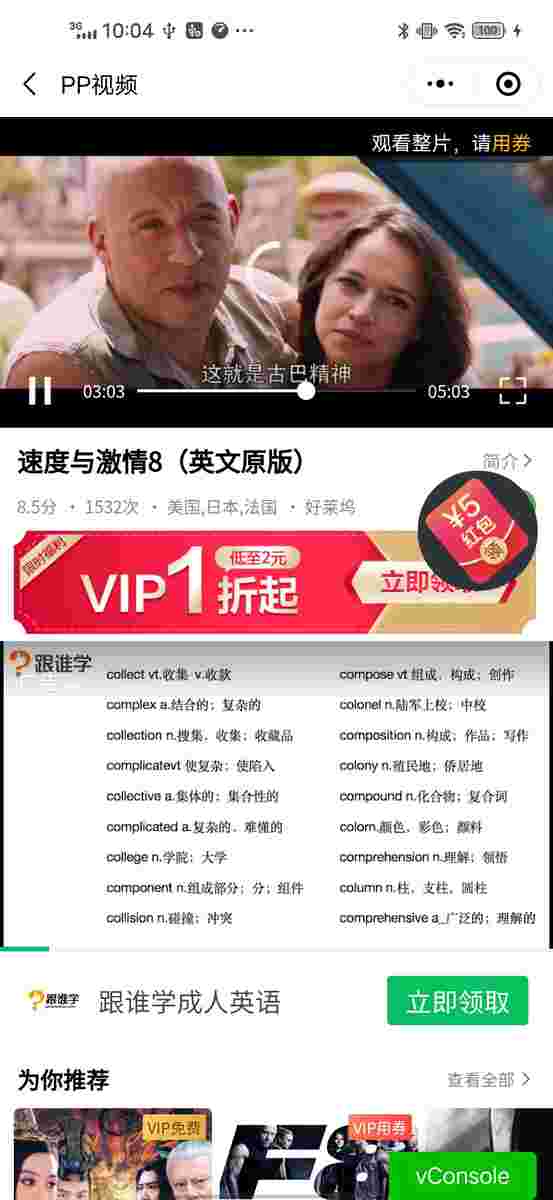 3G 10:04 100
PP视频
观看整片，请用券
这就是古巴精神
03:03 05:03
速度与激情8（英文原版）
简介
8.5分 · 1532次 · 美国,日本,法国 · 好莱坞
¥5
红包
领
限时福利
VIP1折起
低至2元
立即领
跟谁学
collect vt.收集 v.收款
compose vt 组成．构成；创作
complex a.结合的；复杂的
colonel n.陆军上校；中校
collection n.搜集．收集；收藏品
composition n.构成；作品；写作
complicatevt 使复杂；使陷入
colony n.殖民地；侨居地
collective a.集体的；集合性的
compound n.化合物；复合词
complicated a.复杂的．难懂的
colorn.颜色．彩色；颜料
college n.学院；大学
comprehension n.理解；领悟
component n.组成部分；分；组件
column n.柱．支柱．圆柱
collision n.碰撞；冲突
comprehensive a_广泛的；理解的
跟谁学
跟谁学成人英语
立即领取
为你推荐
查看全部
VIP免费
VIP用券
F8
vConsole